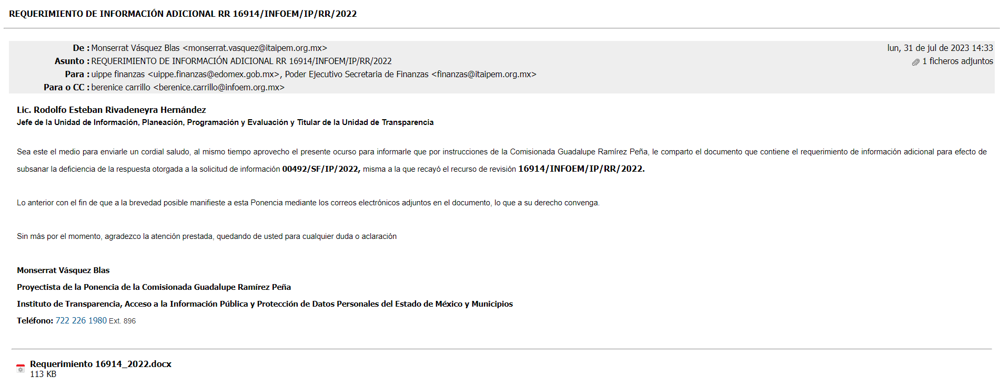 REQUERIMIENTO DE INFORMACIÓN ADICIONAL RR 16914/INFOEM/IP/RR/2022
De : Monserrat Vásquez Blas <monserrat.vasquez@itaipem.org.mx>
lun, 31 de jul de 2023 14:33
Asunto : REQUERIMIENTO DE INFORMACIÓN ADICIONAL RR 16914/INFOEM/IP/RR/2022
1 ficheros adjuntos
Para : uippe finanzas <uippe.finanzas@edomex.gob.mx>, Poder Ejecutivo Secretaria de Finanzas <finanzas@itaipem.org.mx>
Para o CC : berenice carrillo <berenice.carrillo@infoem.org.mx>
Lic. Rodolfo Esteban Rivadeneyra Hernández
Jefe de la Unidad de Información, Planeación, Programación y Evaluación y Titular de la Unidad de Transparencia
Sea este el medio para enviarle un cordial saludo, al mismo tiempo aprovecho el presente ocurso para informarle que por instrucciones de la Comisionada Guadalupe Ramírez Peña, le comparto el documento que contiene el requerimiento de información adicional para efecto de
subsanar la deficiencia de la respuesta otorgada a la solicitud de información 00492/SF/IP/2022, misma a la que recayó el recurso de revisión 16914/INFOEM/IP/RR/2022.
Lo anterior con el fin de que a la brevedad posible manifieste a esta Ponencia mediante los correos electrónicos adjuntos en el documento, lo que a su derecho convenga.
Sin más por el momento, agradezco la atención prestada, quedando de usted para cualquier duda o aclaración
Monserrat Vásquez Blas
Proyectista de la Ponencia de la Comisionada Guadalupe Ramírez Peña
Instituto de Transparencia, Acceso a la Información Pública y Protección de Datos Personales del Estado de México y Municipios
Teléfono: 722 226 1980 Ext. 896
Requerimiento 16914_2022.docx
113 KB